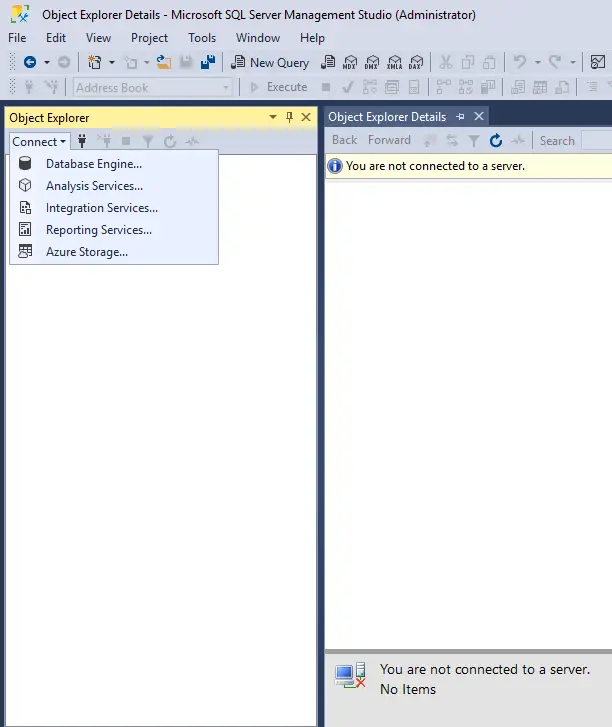 Object Explorer Details - Microsoft SQL Server Management Studio (Administrator)
File Edit View Project Tools Window Help
New Query MDX DMX XMLA DAX
Address Book Execute
Object Explorer
Object Explorer Details
Connect
Back Forward Search
You are not connected to a server.
Database Engine...
Analysis Services...
Integration Services...
Reporting Services...
Azure Storage...
You are not connected to a server.
No Items